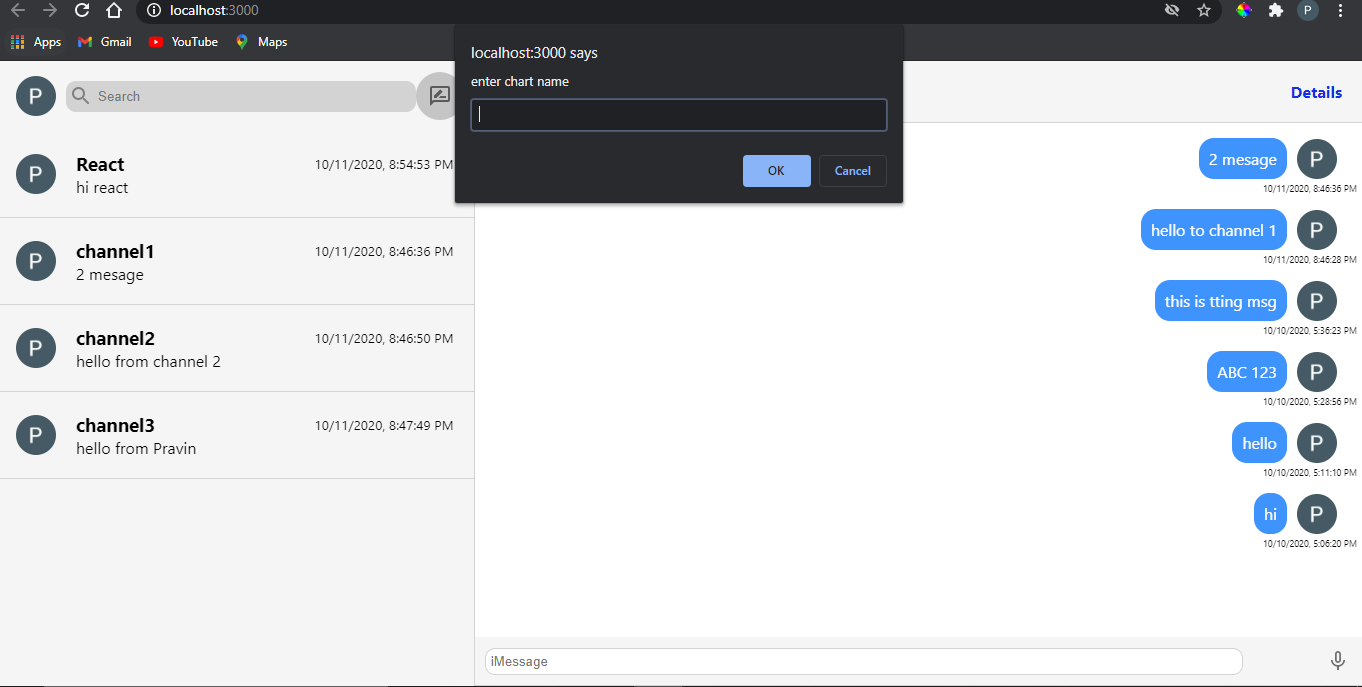 localhost:3000
P
Apps
Gmail
YouTube
Maps
localhost:3000 says
enter chart name
OK
Cancel
P
Search
React
10/11/2020, 8:54:53 PM
hi react
P
channel1
10/11/2020, 8:46:36 PM
2 mesage
P
channel2
10/11/2020, 8:46:50 PM
hello from channel 2
P
channel3
10/11/2020, 8:47:49 PM
hello from Pravin
P
Details
2 mesage
P
10/11/2020, 8:46:36 PM
hello to channel 1
P
10/11/2020, 8:46:28 PM
this is tting msg
P
10/10/2020, 5:36:23 PM
ABC 123
P
10/10/2020, 5:28:56 PM
hello
P
10/10/2020, 5:11:10 PM
hi
P
10/10/2020, 5:06:20 PM
iMessage